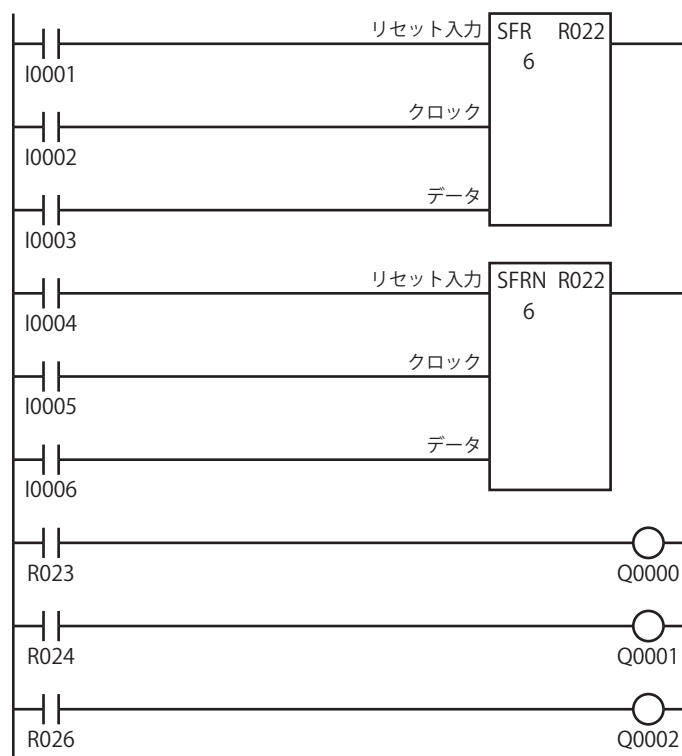 リセット入力 SFR R022
6
I0001
クロック
I0002
データ
I0003
リセット入力 SFRN R022
6
I0004
クロック
I0005
データ
I0006
R023 Q0000
R024 Q0001
R026 Q0002